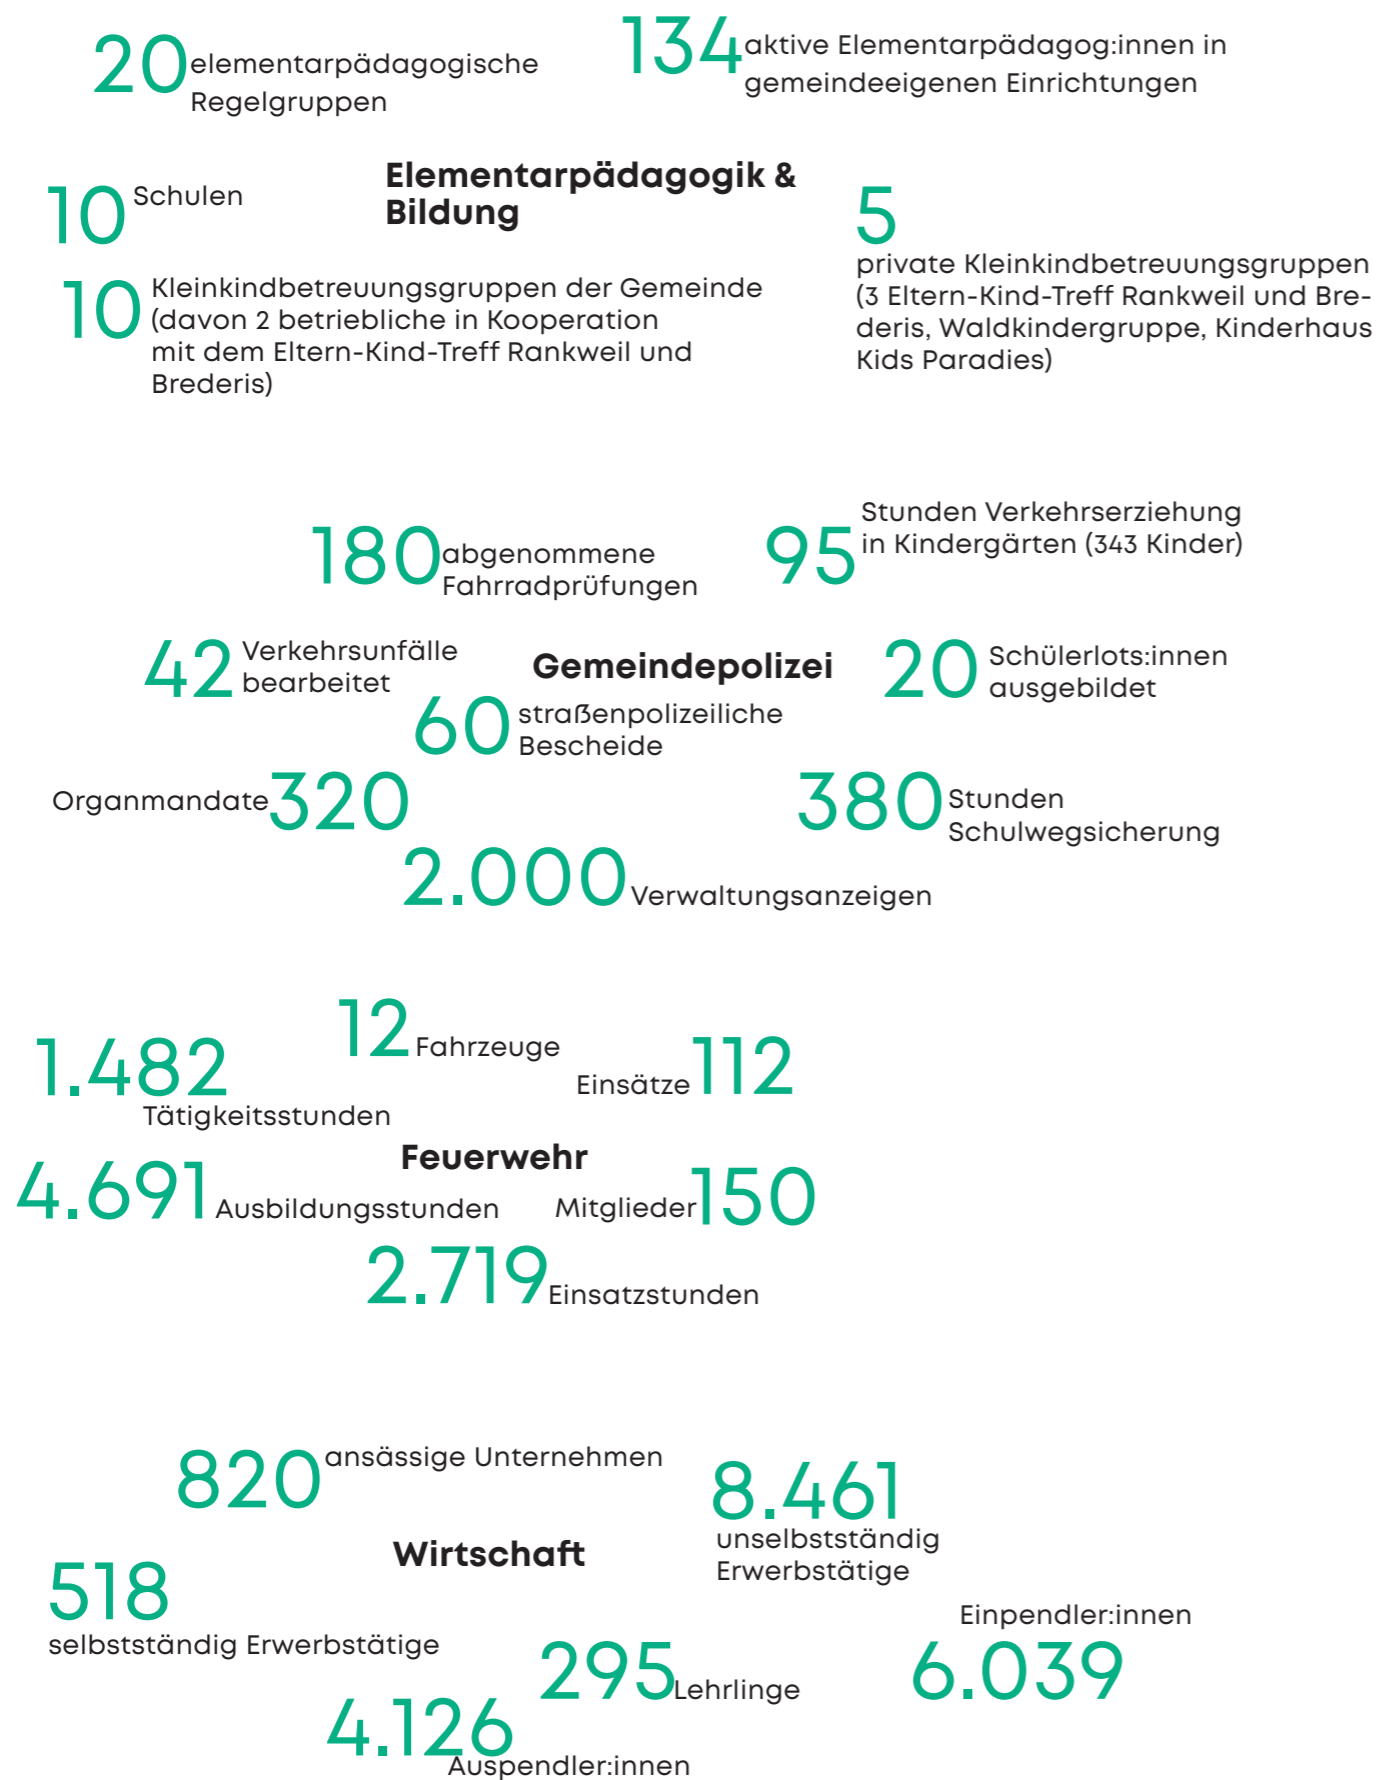 20 elementarpädagogische
Regelgruppen
134 aktive Elementarpädagog:innen in
gemeindeeigenen Einrichtungen
Elementarpädagogik &
Bildung
10 Schulen
5
private Kleinkindbetreuungsgruppen
(3 Eltern-Kind-Treff Rankweil und Bre-
deris, Waldkindergruppe, Kinderhaus
Kids Paradies)
10 Kleinkindbetreuungsgruppen der Gemeinde
(davon 2 betriebliche in Kooperation
mit dem Eltern-Kind-Treff Rankweil und
Brederis)
180 abgenommene
Fahrradprüfungen
95 Stunden Verkehrserziehung
in Kindergärten (343 Kinder)
42 Verkehrsunfälle
bearbeitet
Gemeindepolizei
20 Schülerlots:innen
ausgebildet
60 straßenpolizeiliche
Bescheide
Organmandate 320
380 Stunden
Schulwegsicherung
2.000 Verwaltungsanzeigen
12 Fahrzeuge
1.482
Tätigkeitsstunden
Einsätze 112
Feuerwehr
4.691 Ausbildungsstunden
Mitglieder 150
2.719 Einsatzstunden
820 ansässige Unternehmen
8.461
unselbstständig
Erwerbstätige
Wirtschaft
518
selbstständig Erwerbstätige
Einpendler:innen
6.039
295 Lehrlinge
4.126
Auspendler:innen